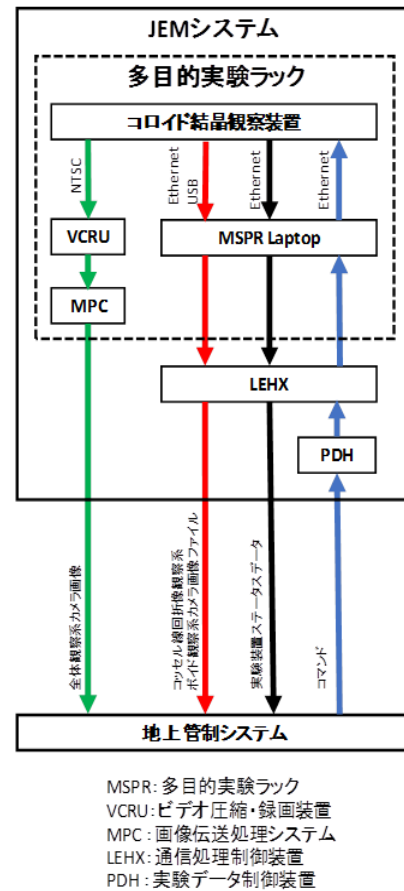 JEMシステム
多目的実験ラック
コロイド結晶観察装置
NTSC
Ethernet
USB
Ethernet
Ethernet
VCRU
MSPR Laptop
MPC
LEHX
PDH
全体観察系カメラ画像
コッセル線回折像観察系
ボイド観察系カメラ画像ファイル
実験装置ステータスデータ
コマンド
地上管制システム
MSPR:多目的実験ラック
VCRU:ビデオ圧縮・録画装置
MPC:画像伝送処理システム
LEHX:通信処理制御装置
PDH:実験データ制御装置